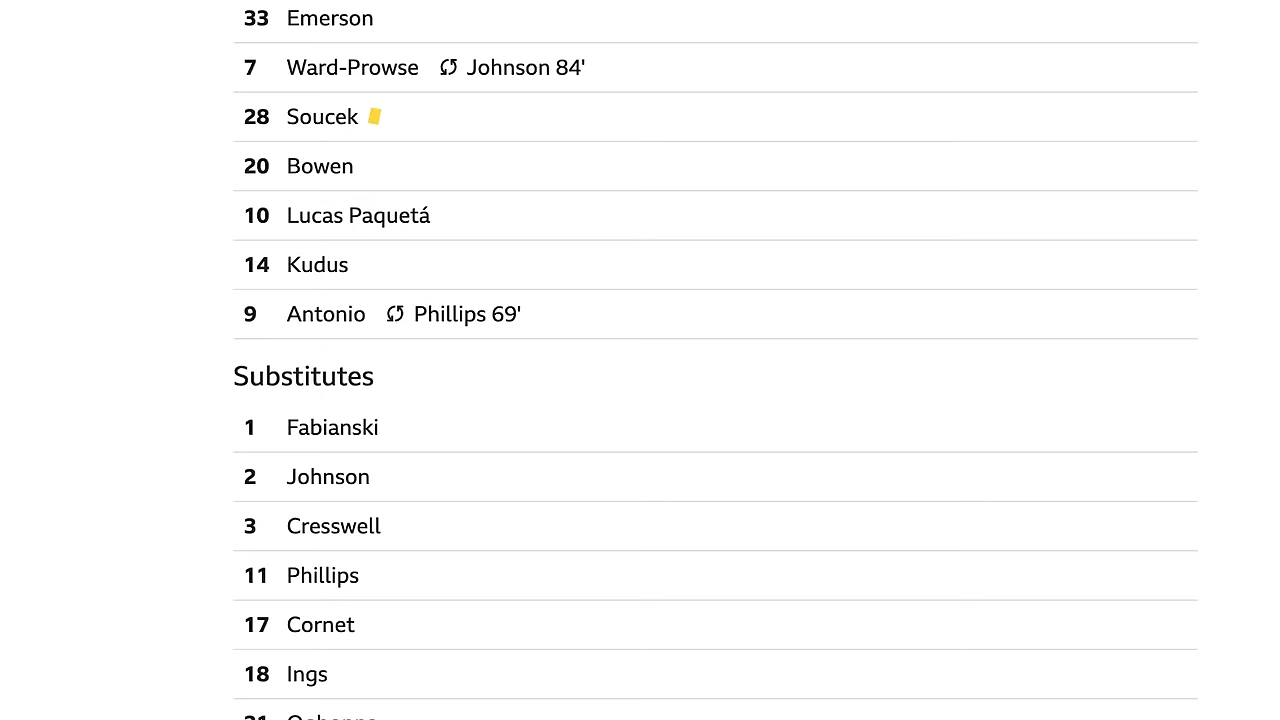 33 Emerson
7 Ward-Prowse Johnson 84'
28 Soucek
20 Bowen
10 Lucas Paquetá
14 Kudus
9 Antonio Phillips 69'
Substitutes
1 Fabianski
2 Johnson
3 Cresswell
11 Phillips
17 Cornet
18 Ings